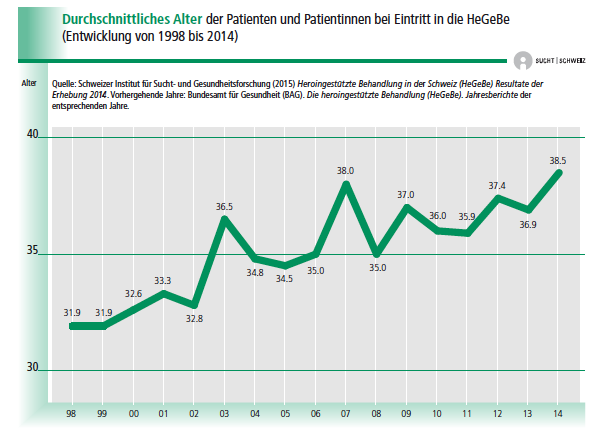 Durchschnittliches Alter der Patienten und Patientinnen bei Eintritt in die HeGeBe
(Entwicklung von 1998 bis 2014)
SUCHT | SCHWEIZ
Alter
Quelle: Schweizer Institut für Sucht- und Gesundheitsforschung (2015) Heroingestützte Behandlung in der Schweiz (HeGeBe) Resultate der
Erhebung 2014. Vorhergehende Jahre: Bundesamt für Gesundheit (BAG). Die heroingestützte Behandlung (HeGeBe). Jahresberichte der
entsprechenden Jahre.
40
38.5
38.0
37.4
37.0
36.5
36.0
35.9
36.9
35
34.8
34.5
35.0
35.0
33.3
32.6
32.8
31.9
31.9
30
98 99 00 01 02 03 04 05 06 07 08 09 10 11 12 13 14